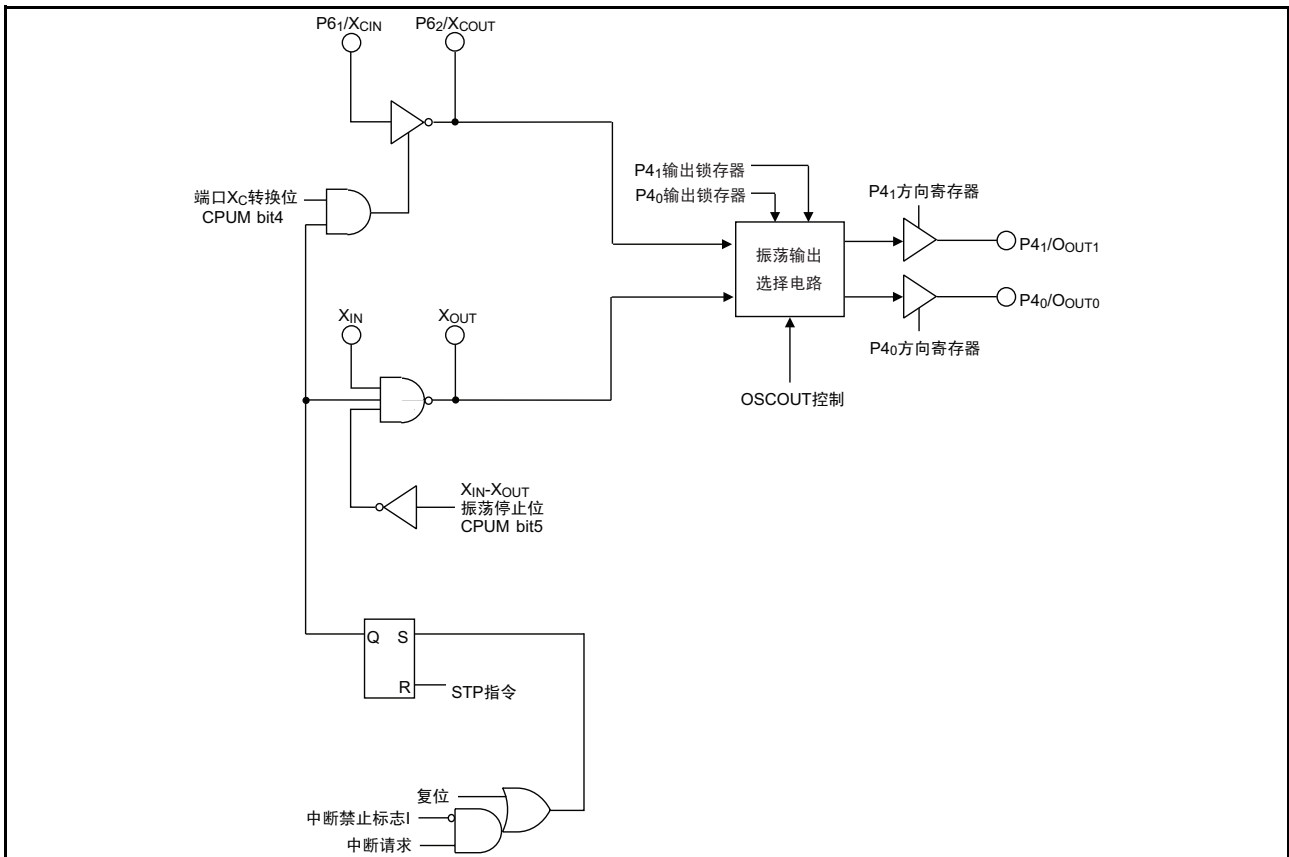 P61/XCIN
P62/XCOUT
P41输出锁存器
P40输出锁存器
P41方向寄存器
端口XC转换位
CPUM bit4
振荡输出
选择电路
P41/OOUT1
P40/OOUT0
XIN
XOUT
P40方向寄存器
OSCOUT控制
XIN-XOUT
振荡停止位
CPUM bit5
Q S
R
STP指令
复位
中断禁止标志I
中断请求